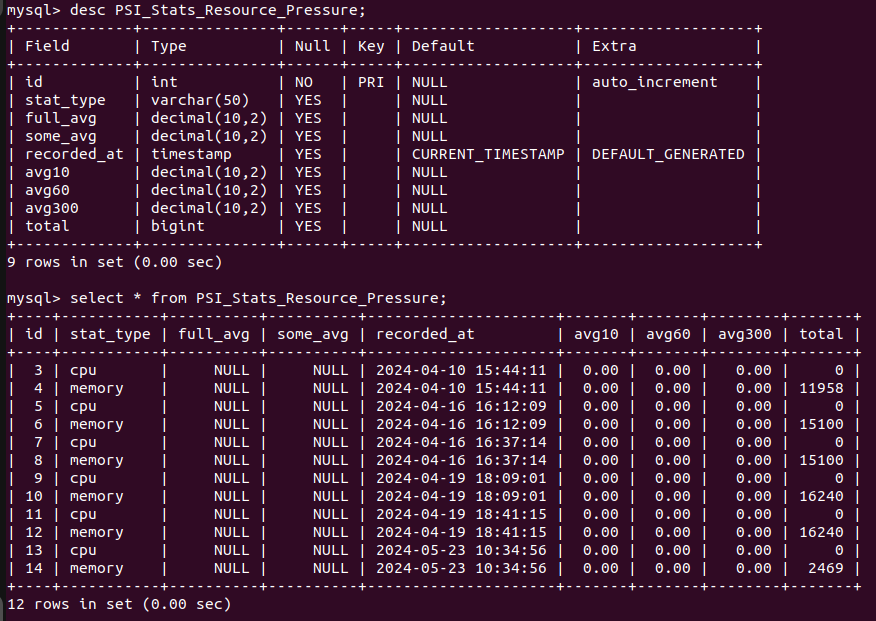 mysql> desc PSI_Stats_Resource_Pressure;
+-------------+---------------+------+-----+-------------------+-------------------+
| Field       | Type          | Null | Key | Default           | Extra             |
+-------------+---------------+------+-----+-------------------+-------------------+
| id          | int           | NO   | PRI | NULL              | auto_increment    |
| stat_type   | varchar(50)   | YES  |     | NULL              |                   |
| full_avg    | decimal(10,2) | YES  |     | NULL              |                   |
| some_avg    | decimal(10,2) | YES  |     | NULL              |                   |
| recorded_at | timestamp     | YES  |     | CURRENT_TIMESTAMP | DEFAULT_GENERATED |
| avg10       | decimal(10,2) | YES  |     | NULL              |                   |
| avg60       | decimal(10,2) | YES  |     | NULL              |                   |
| avg300      | decimal(10,2) | YES  |     | NULL              |                   |
| total       | bigint        | YES  |     | NULL              |                   |
+-------------+---------------+------+-----+-------------------+-------------------+
9 rows in set (0.00 sec)

mysql> select * from PSI_Stats_Resource_Pressure;
+----+-----------+----------+----------+---------------------+-------+-------+--------+-------+
| id | stat_type | full_avg | some_avg | recorded_at         | avg10 | avg60 | avg300 | total |
+----+-----------+----------+----------+---------------------+-------+-------+--------+-------+
|  3 | cpu       |     NULL |     NULL | 2024-04-10 15:44:11 |  0.00 |  0.00 |   0.00 |     0 |
|  4 | memory    |     NULL |     NULL | 2024-04-10 15:44:11 |  0.00 |  0.00 |   0.00 | 11958 |
|  5 | cpu       |     NULL |     NULL | 2024-04-16 16:12:09 |  0.00 |  0.00 |   0.00 |     0 |
|  6 | memory    |     NULL |     NULL | 2024-04-16 16:12:09 |  0.00 |  0.00 |   0.00 | 15100 |
|  7 | cpu       |     NULL |     NULL | 2024-04-16 16:37:14 |  0.00 |  0.00 |   0.00 |     0 |
|  8 | memory    |     NULL |     NULL | 2024-04-16 16:37:14 |  0.00 |  0.00 |   0.00 | 15100 |
|  9 | cpu       |     NULL |     NULL | 2024-04-19 18:09:01 |  0.00 |  0.00 |   0.00 |     0 |
| 10 | memory    |     NULL |     NULL | 2024-04-19 18:09:01 |  0.00 |  0.00 |   0.00 | 16240 |
| 11 | cpu       |     NULL |     NULL | 2024-04-19 18:41:15 |  0.00 |  0.00 |   0.00 |     0 |
| 12 | memory    |     NULL |     NULL | 2024-04-19 18:41:15 |  0.00 |  0.00 |   0.00 | 16240 |
| 13 | cpu       |     NULL |     NULL | 2024-05-23 10:34:56 |  0.00 |  0.00 |   0.00 |     0 |
| 14 | memory    |     NULL |     NULL | 2024-05-23 10:34:56 |  0.00 |  0.00 |   0.00 |  2469 |
+----+-----------+----------+----------+---------------------+-------+-------+--------+-------+
12 rows in set (0.00 sec)